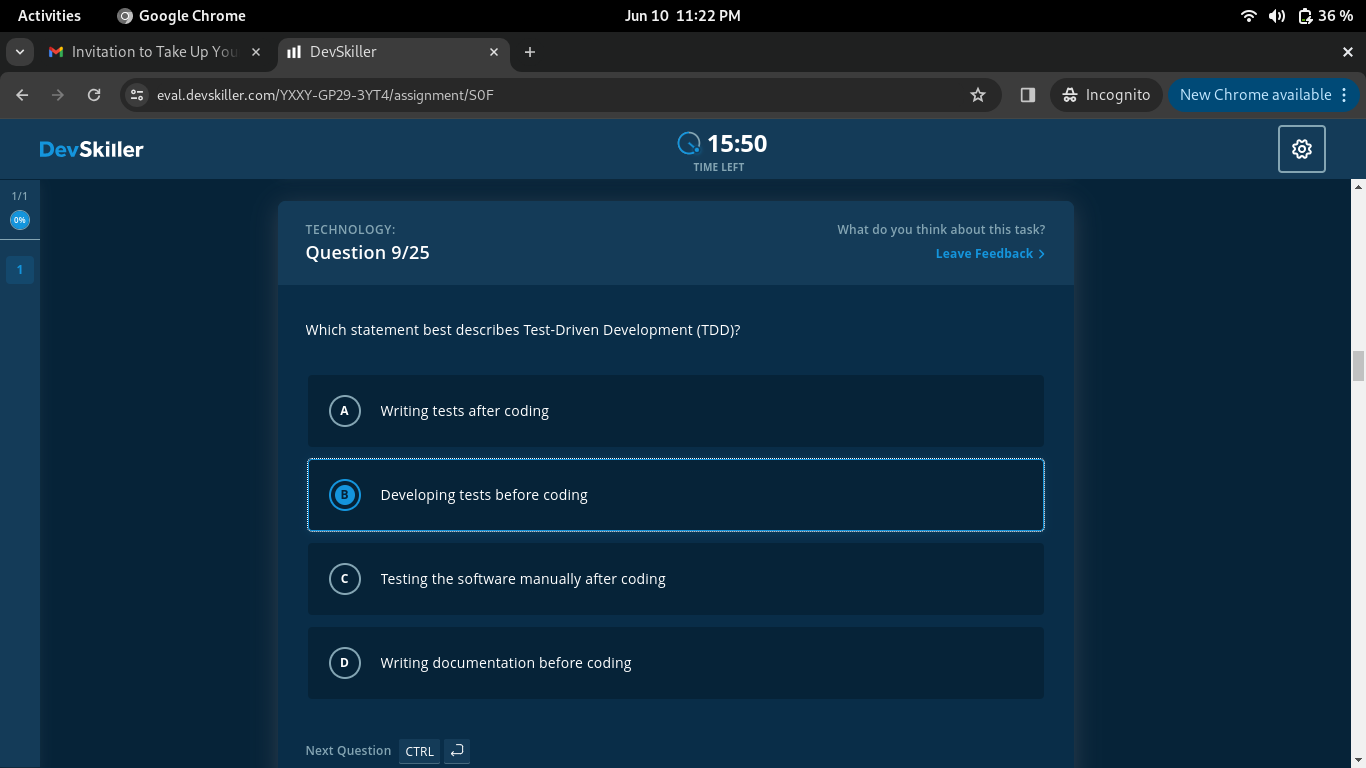 Activities
Google Chrome
Jun 10 11:22 PM
36 %
Invitation to Take Up You
DevSkiller
eval.devskiller.com/YXXY-GP29-3YT4/assignment/S0F
Incognito
New Chrome available
DevSkiller
15:50
TIME LEFT
1/1
0%
1
TECHNOLOGY:
Question 9/25
What do you think about this task?
Leave Feedback
Which statement best describes Test-Driven Development (TDD)?
A Writing tests after coding
B Developing tests before coding
C Testing the software manually after coding
D Writing documentation before coding
Next Question CTRL